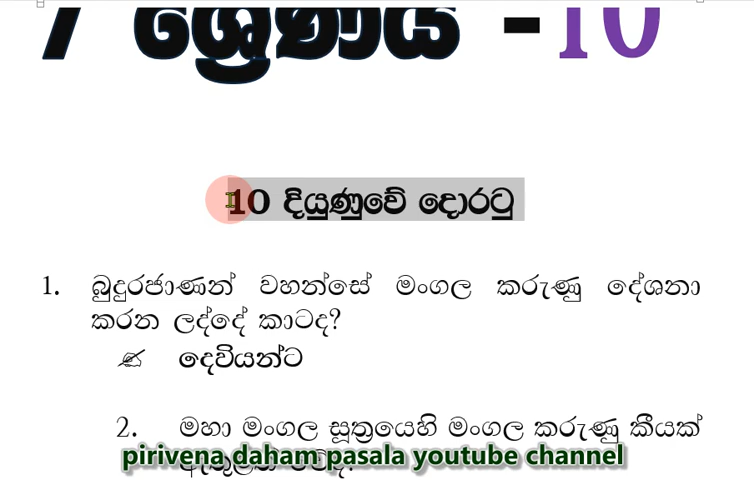 7 ශ්‍රේණිය -10
10 දියුණුවේ දොරටු
1. බුදුරජාණන් වහන්සේ මංගල කරුණු දේශනා
කරන ලද්දේ කාටද?
දෙවියන්ට
2. මහා මංගල සූත්‍රයෙහි මංගල කරුණු කීයක්
pirivena daham pasala youtube channel